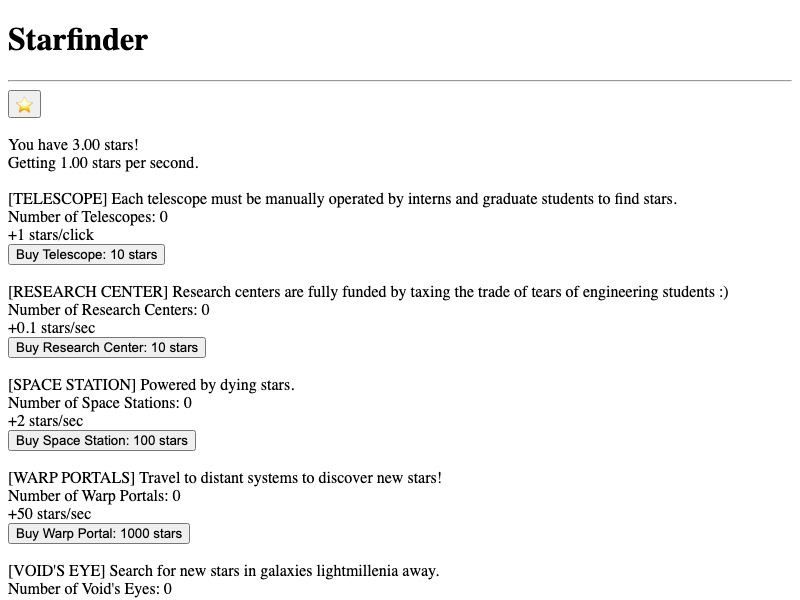 Starfinder
You have 3.00 stars!
Getting 1.00 stars per second.
[TELESCOPE] Each telescope must be manually operated by interns and graduate students to find stars.
Number of Telescopes: 0
+1 stars/click
Buy Telescope: 10 stars
[RESEARCH CENTER] Research centers are fully funded by taxing the trade of tears of engineering students :)
Number of Research Centers: 0
+0.1 stars/sec
Buy Research Center: 10 stars
[SPACE STATION] Powered by dying stars.
Number of Space Stations: 0
+2 stars/sec
Buy Space Station: 100 stars
[WARP PORTALS] Travel to distant systems to discover new stars!
Number of Warp Portals: 0
+50 stars/sec
Buy Warp Portal: 1000 stars
[VOID'S EYE] Search for new stars in galaxies lightmillenia away.
Number of Void's Eyes: 0